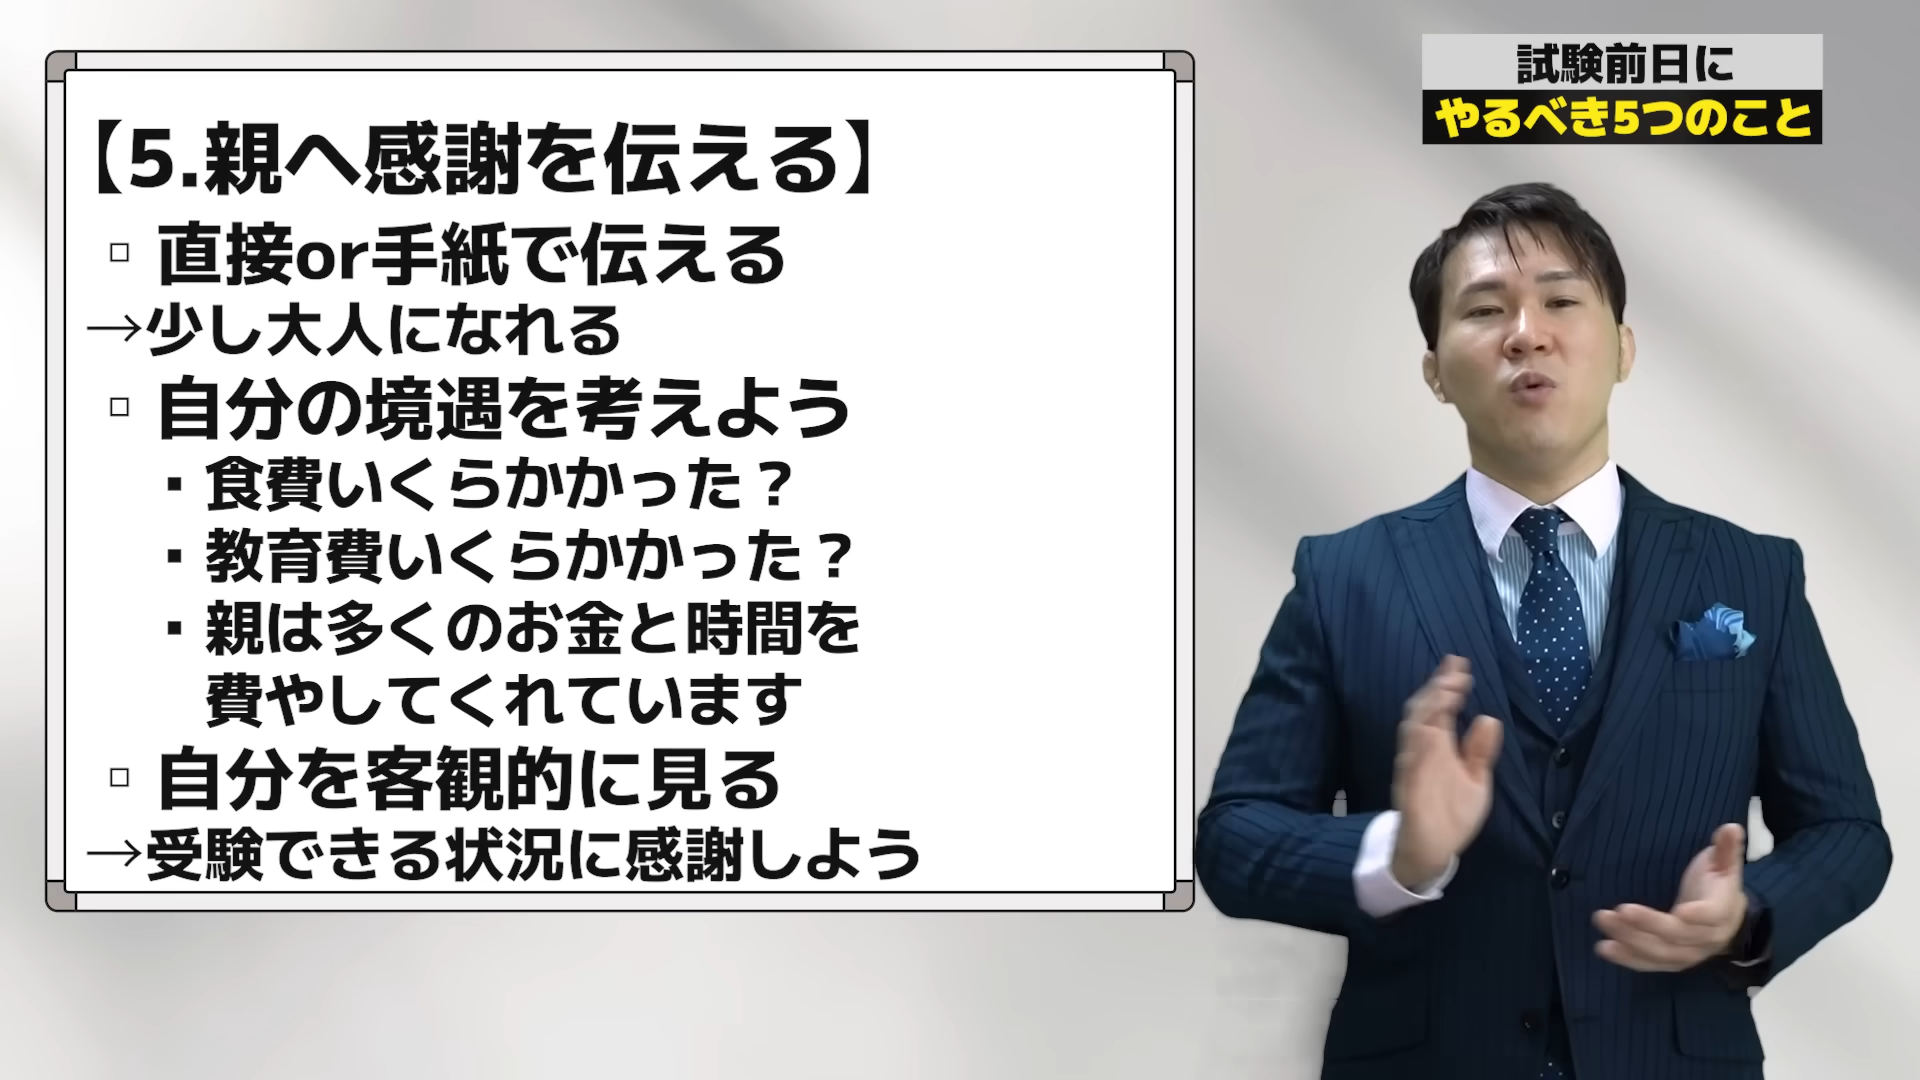 試験前日に
やるべき5つのこと
【5.親へ感謝を伝える】
▫ 直接or手紙で伝える
→少し大人になれる
▫ 自分の境遇を考えよう
▪ 食費いくらかかった？
▪ 教育費いくらかかった？
▪ 親は多くのお金と時間を
費やしてくれています
▫ 自分を客観的に見る
→受験できる状況に感謝しよう